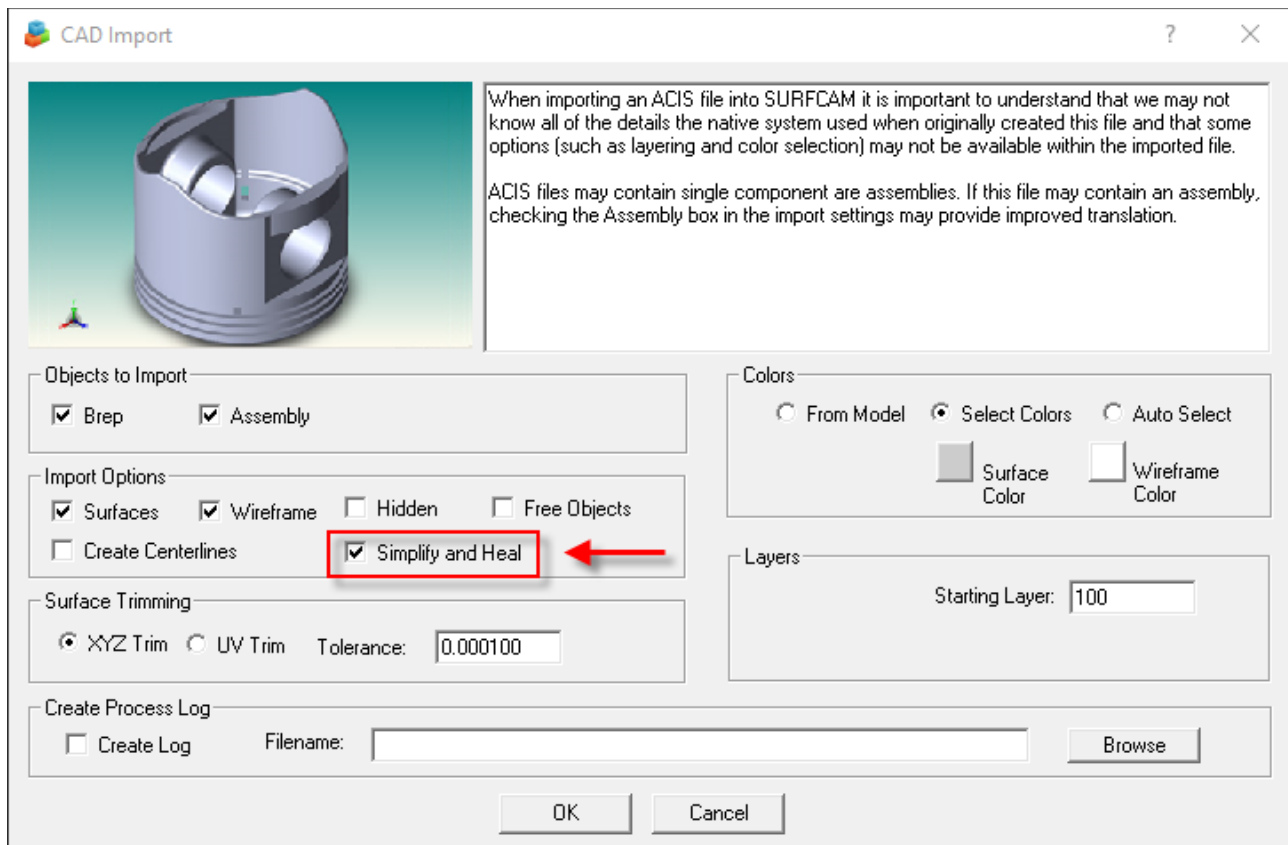 CAD Import
?
When importing an ACIS file into SURFCAM it is important to understand that we may not
know all of the details the native system used when originally created this file and that some
options (such as layering and color selection) may not be available within the imported file.
ACIS files may contain single component are assemblies. If this file may contain an assembly,
checking the Assembly box in the import settings may provide improved translation.
Objects to Import
Brep Assembly
Import Options
Surfaces Wireframe Hidden Free Objects
Create Centerlines Simplify and Heal
Surface Trimming
XYZ Trim UV Trim Tolerance: 0.000100
Colors
From Model Select Colors Auto Select
Surface
Color
Wireframe
Color
Layers
Starting Layer: 100
Create Process Log
Create Log Filename: Browse
OK Cancel